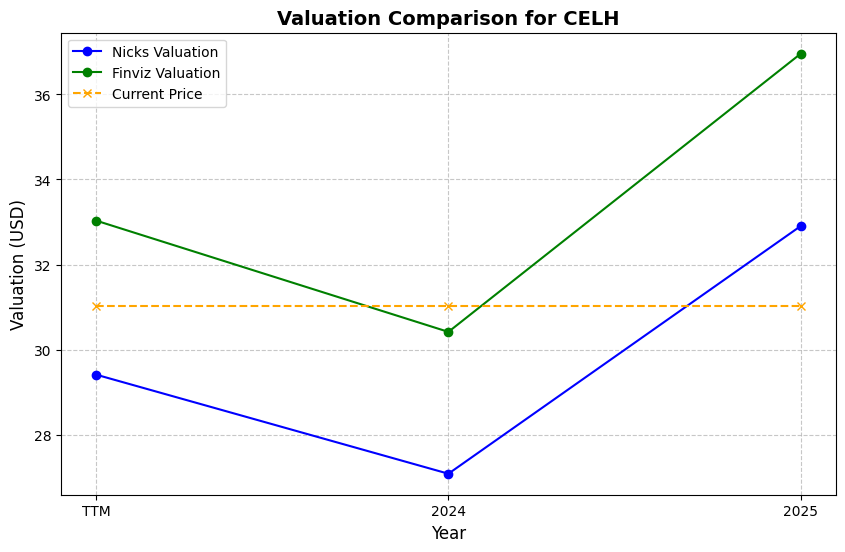 Valuation Comparison for CELH
Nicks Valuation
Finviz Valuation
Current Price
Valuation (USD)
36
34
32
30
28
TTM
2024
2025
Year